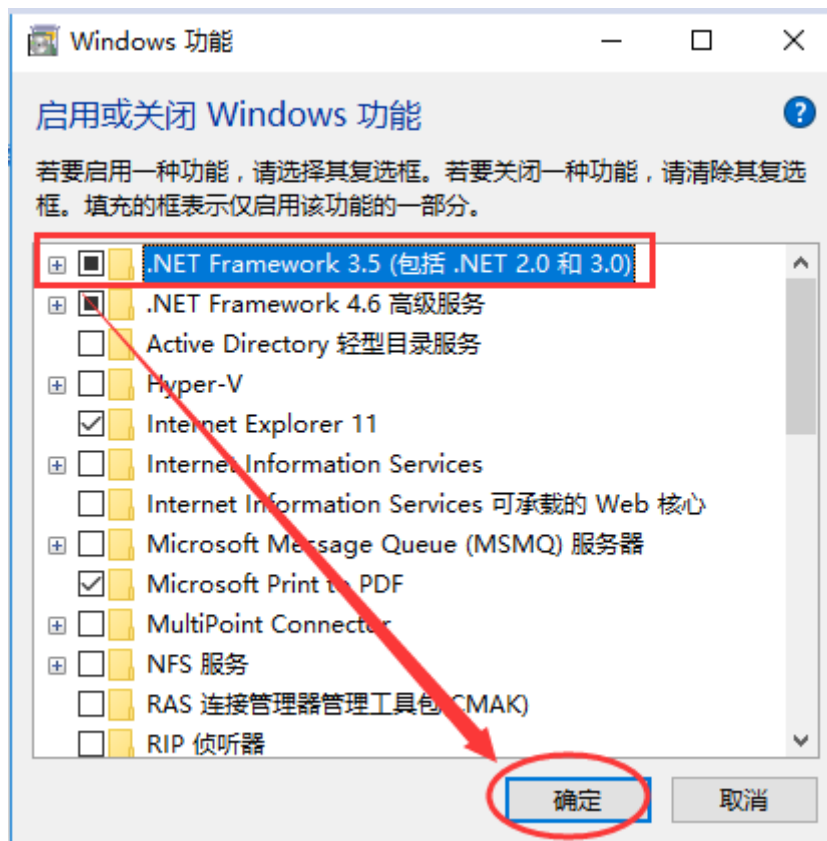 Windows 功能
启用或关闭 Windows 功能
?
若要启用一种功能，请选择其复选框。若要关闭一种功能，请清除其复选
框。填充的框表示仅启用该功能的一部分。
.NET Framework 3.5 (包括 .NET 2.0 和 3.0)
.NET Framework 4.6 高级服务
Active Directory 轻型目录服务
Hyper-V
Internet Explorer 11
Internet Information Services
Internet Information Services 可承载的 Web 核心
Microsoft Message Queue (MSMQ) 服务器
Microsoft Print to PDF
MultiPoint Connector
NFS 服务
RAS 连接管理器管理工具包(CMAK)
RIP 侦听器
确定
取消